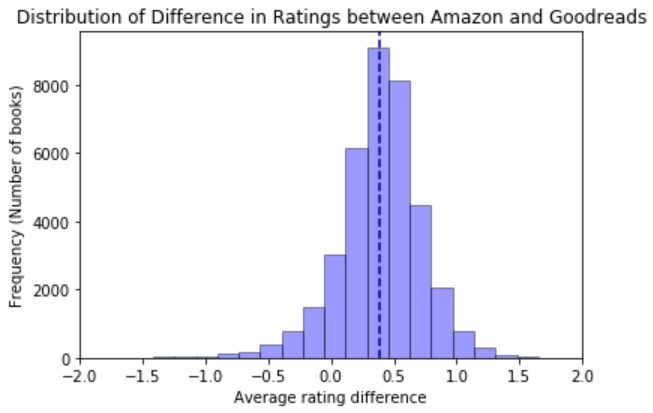 Distribution of Difference in Ratings between Amazon and Goodreads
Frequency (Number of books)
8000
6000
4000
2000
0
−2.0 −1.5 −1.0 −0.5 0.0 0.5 1.0 1.5 2.0
Average rating difference